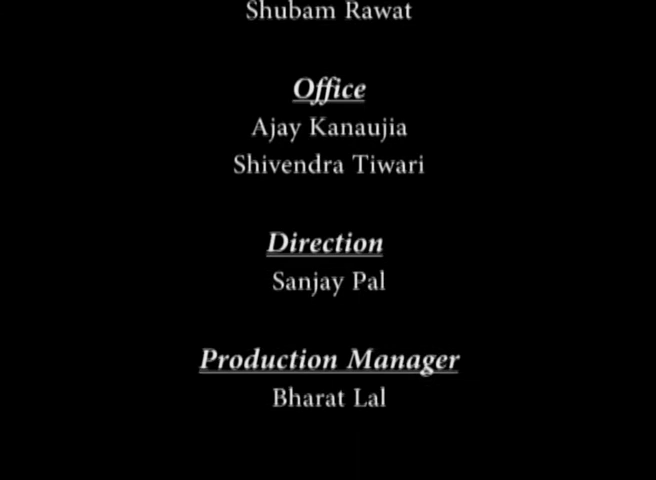 Shubam Rawat
Office
Ajay Kanaujia
Shivendra Tiwari
Direction
Sanjay Pal
Production Manager
Bharat Lal